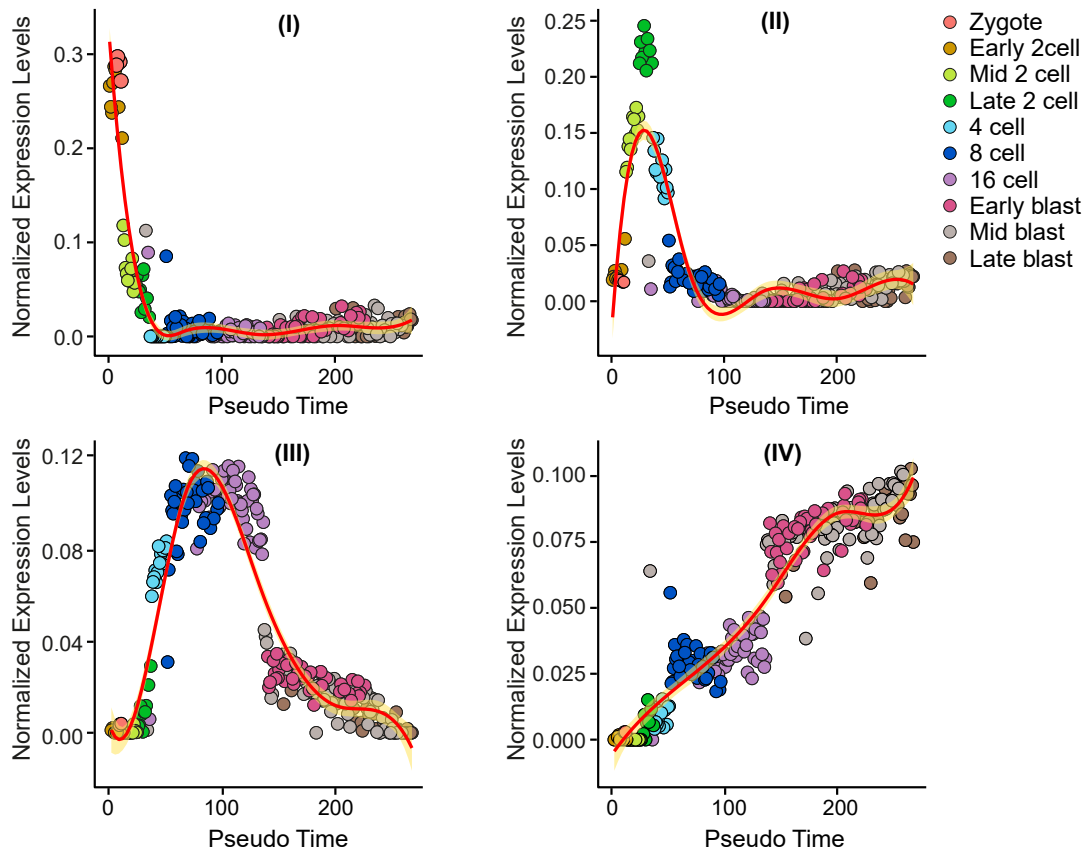 (I)
Normalized Expression Levels
0.3
0.2
0.1
0.0
0
100
200
Pseudo Time
(II)
Normalized Expression Levels
0.25
0.20
0.15
0.10
0.05
0.00
0
100
200
Pseudo Time
Zygote
Early 2cell
Mid 2 cell
Late 2 cell
4 cell
8 cell
16 cell
Early blast
Mid blast
Late blast
(III)
Normalized Expression Levels
0.12
0.08
0.04
0.00
0
100
200
Pseudo Time
(IV)
Normalized Expression Levels
0.100
0.075
0.050
0.025
0.000
0
100
200
Pseudo Time